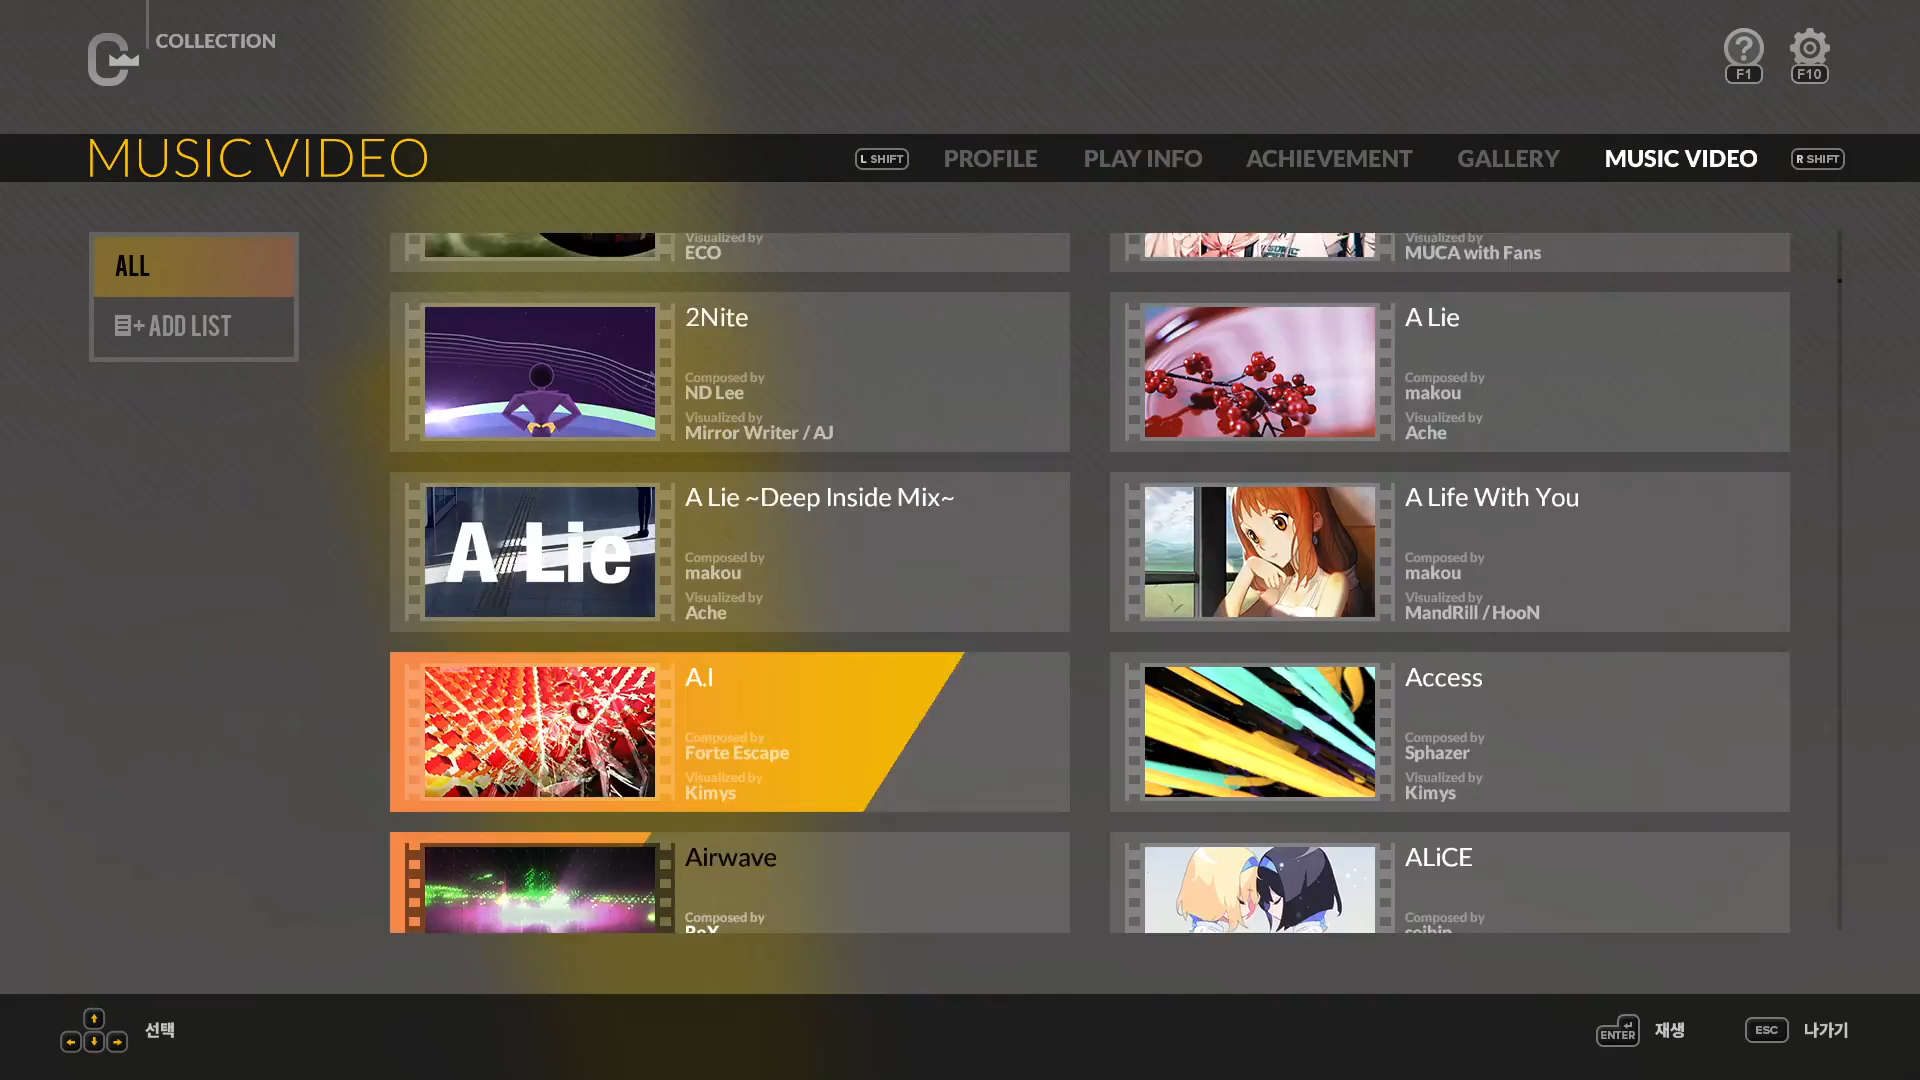 COLLECTION
F1
F10
MUSIC VIDEO
L SHIFT
PROFILE
PLAY INFO
ACHIEVEMENT
GALLERY
MUSIC VIDEO
R SHIFT
ALL
ADD LIST
Visualized by
ECO
Visualized by
MUCA with Fans
2Nite
Composed by
ND Lee
Visualized by
Mirror Writer / AJ
A Lie
Composed by
makou
Visualized by
Ache
A Lie
A Lie ~Deep Inside Mix~
Composed by
makou
Visualized by
Ache
A Life With You
Composed by
makou
Visualized by
MandRill / HooN
A.I
Composed by
Forte Escape
Visualized by
Kimys
Access
Composed by
Sphazer
Visualized by
Kimys
Airwave
Composed by
ALiCE
Composed by
선택
ENTER
재생
ESC
나가기